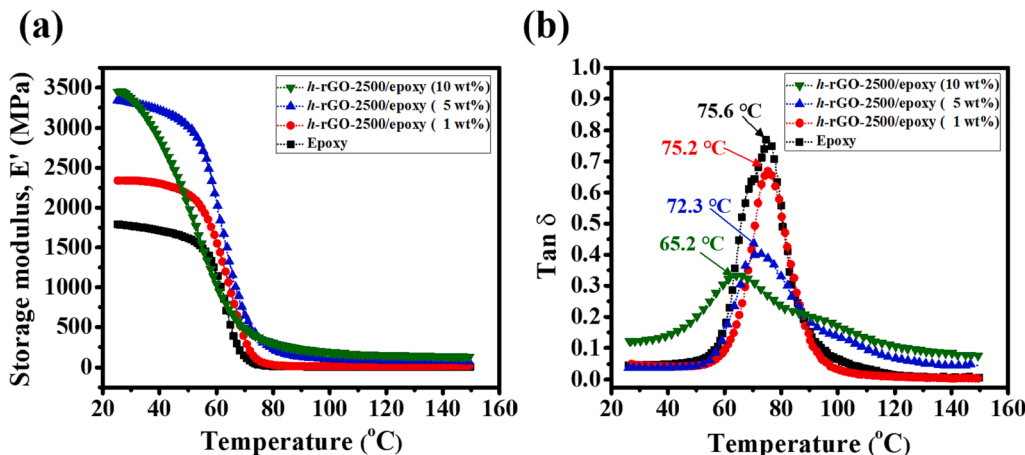 (a)
(b)
Storage modulus, E' (MPa)
3500
3000
2500
2000
1500
1000
500
0
h-rGO-2500/epoxy (10 wt%)
h-rGO-2500/epoxy ( 5 wt%)
h-rGO-2500/epoxy ( 1 wt%)
Epoxy
20 40 60 80 100 120 140 160
Temperature (°C)
Tan δ
1.0
0.9
0.8
0.7
0.6
0.5
0.4
0.3
0.2
0.1
0.0
h-rGO-2500/epoxy (10 wt%)
h-rGO-2500/epoxy ( 5 wt%)
h-rGO-2500/epoxy ( 1 wt%)
Epoxy
75.6 °C
75.2 °C
72.3 °C
65.2 °C
20 40 60 80 100 120 140 160
Temperature (°C)